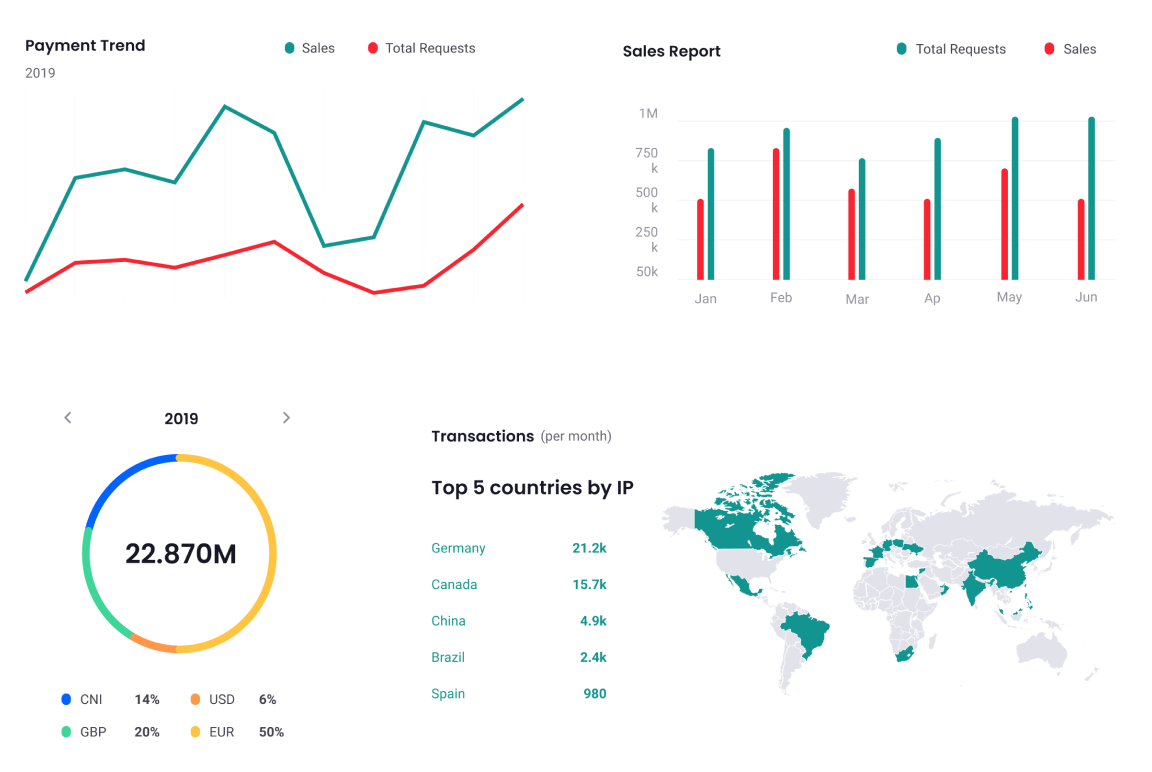 Payment Trend
Sales
Total Requests
2019
Sales Report
Total Requests
Sales
1M
750
k
500
k
250
k
50k
Jan
Feb
Mar
Ap
May
Jun
2019
22.870M
CNI 14%
USD 6%
GBP 20%
EUR 50%
Transactions (per month)
Top 5 countries by IP
Germany 21.2k
Canada 15.7k
China 4.9k
Brazil 2.4k
Spain 980